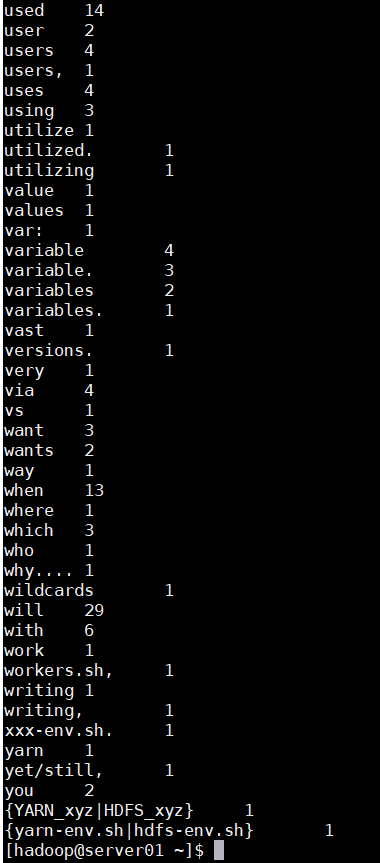 used	14
user	2
users	4
users,	1
uses	4
using	3
utilize	1
utilized.	1
utilizing	1
value	1
values	1
var:	1
variable	4
variable.	3
variables	2
variables.	1
vast	1
versions.	1
very	1
via	4
vs	1
want	3
wants	2
way	1
when	13
where	1
which	3
who	1
why....	1
wildcards	1
will	29
with	6
work	1
workers.sh,	1
writing	1
writing,	1
xxx-env.sh.	1
yarn	1
yet/still,	1
you	2
{YARN_xyz|HDFS_xyz}	1
{yarn-env.sh|hdfs-env.sh}	1
[hadoop@server01 ~]$